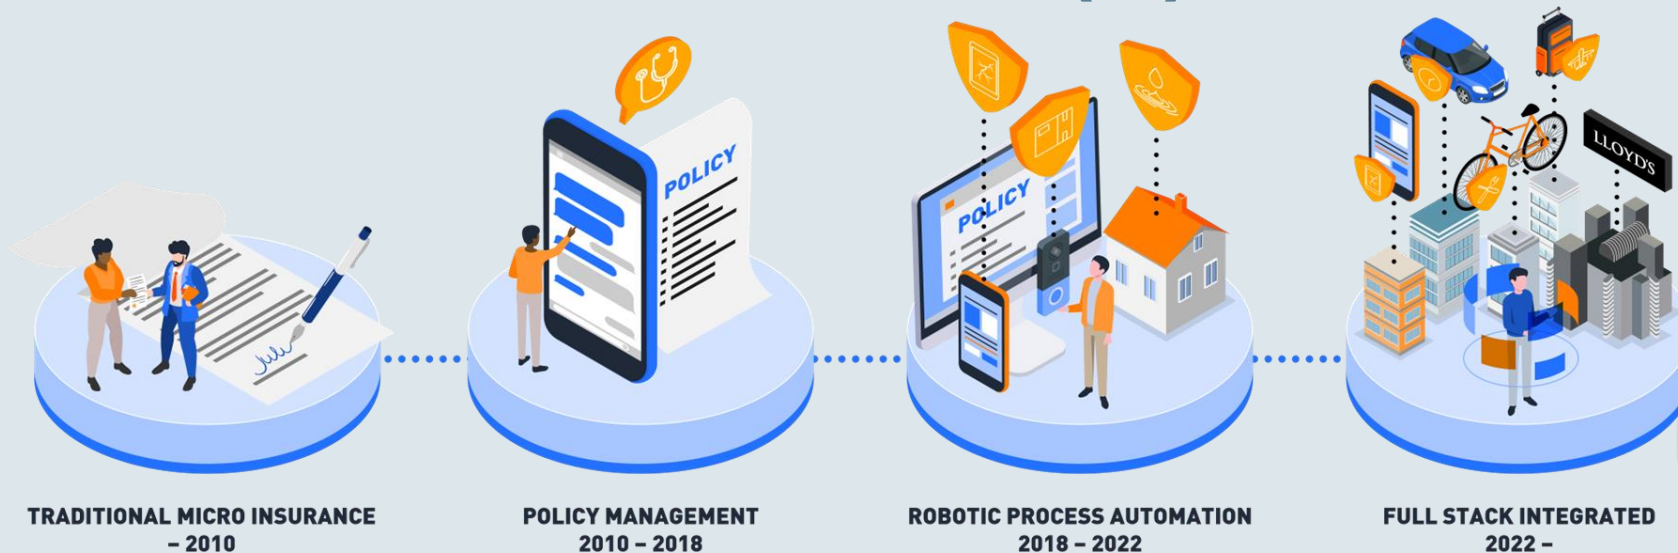 POLICY
POLICY
LLOYD'S
TRADITIONAL MICRO INSURANCE
– 2010
POLICY MANAGEMENT
2010 – 2018
ROBOTIC PROCESS AUTOMATION
2018 – 2022
FULL STACK INTEGRATED
2022 –